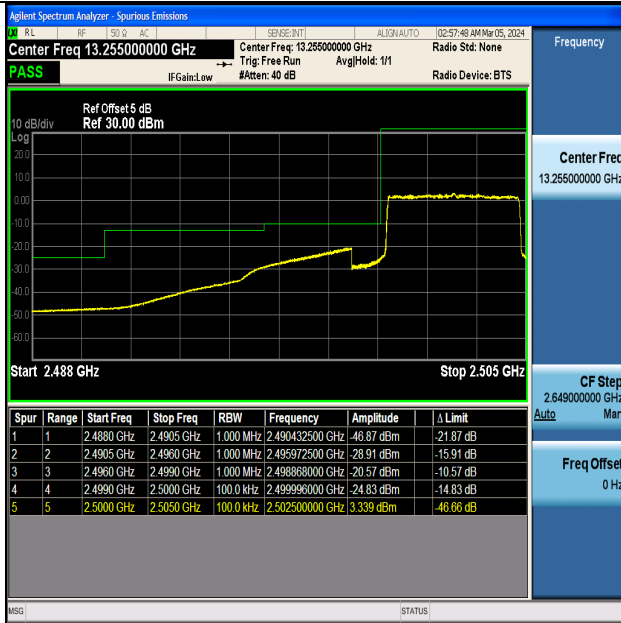 Agilent Spectrum Analyzer - Spurious Emissions
RL RF 50 Ω AC SENSE:INT ALIGN AUTO 02:57:48 AM Mar 05, 2024
Center Freq 13.255000000 GHz Center Freq: 13.255000000 GHz Radio Std: None
Trig: Free Run Avg|Hold: 1/1
PASS IFGain:Low #Atten: 40 dB Radio Device: BTS
Ref Offset 5 dB
10 dB/div Ref 30.00 dBm
Log
20.0
10.0
0.00
-10.0
-20.0
-30.0
-40.0
-50.0
-60.0
Start 2.488 GHz Stop 2.505 GHz
Spur Range Start Freq Stop Freq RBW Frequency Amplitude Δ Limit
1 1 2.4880 GHz 2.4905 GHz 1.000 MHz 2.490432500 GHz -46.87 dBm -21.87 dB
2 2 2.4905 GHz 2.4960 GHz 1.000 MHz 2.495972500 GHz -28.91 dBm -15.91 dB
3 3 2.4960 GHz 2.4990 GHz 1.000 MHz 2.498868000 GHz -20.57 dBm -10.57 dB
4 4 2.4990 GHz 2.5000 GHz 100.0 kHz 2.499996000 GHz -24.83 dBm -14.83 dB
5 5 2.5000 GHz 2.5050 GHz 100.0 kHz 2.502500000 GHz 3.339 dBm -46.66 dB
MSG STATUS
Frequency
Center Freq
13.255000000 GHz
CF Step
2.649000000 GHz
Auto Man
Freq Offset
0 Hz